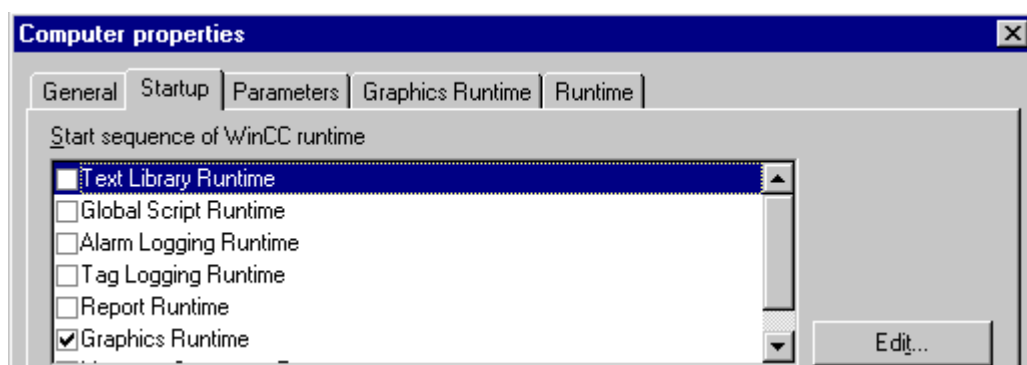 Computer properties
General Startup Parameters Graphics Runtime Runtime
Start sequence of WinCC runtime
Text Library Runtime
Global Script Runtime
Alarm Logging Runtime
Tag Logging Runtime
Report Runtime
Graphics Runtime
Edit...